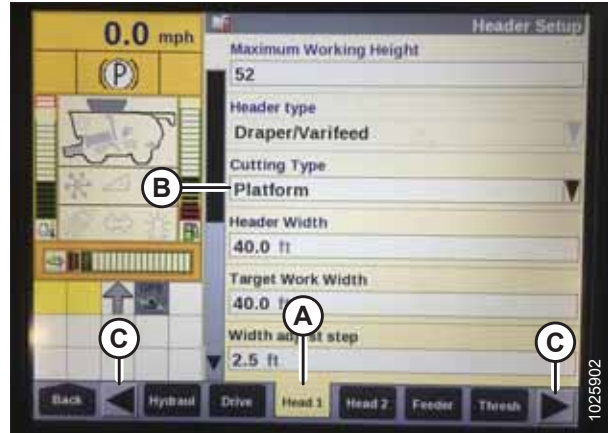 0.0 mph
Header Setup
(P)
Maximum Working Height
52
Header type
Draper/Varifeed
Cutting Type
B
Platform
Header Width
40.0 ft
Target Work Width
40.0 ft
A
C
C
Width adjust step
2.5 ft
Back
Hydraul
Drive
Head 1
Head 2
Feeder
Thresh
1025902